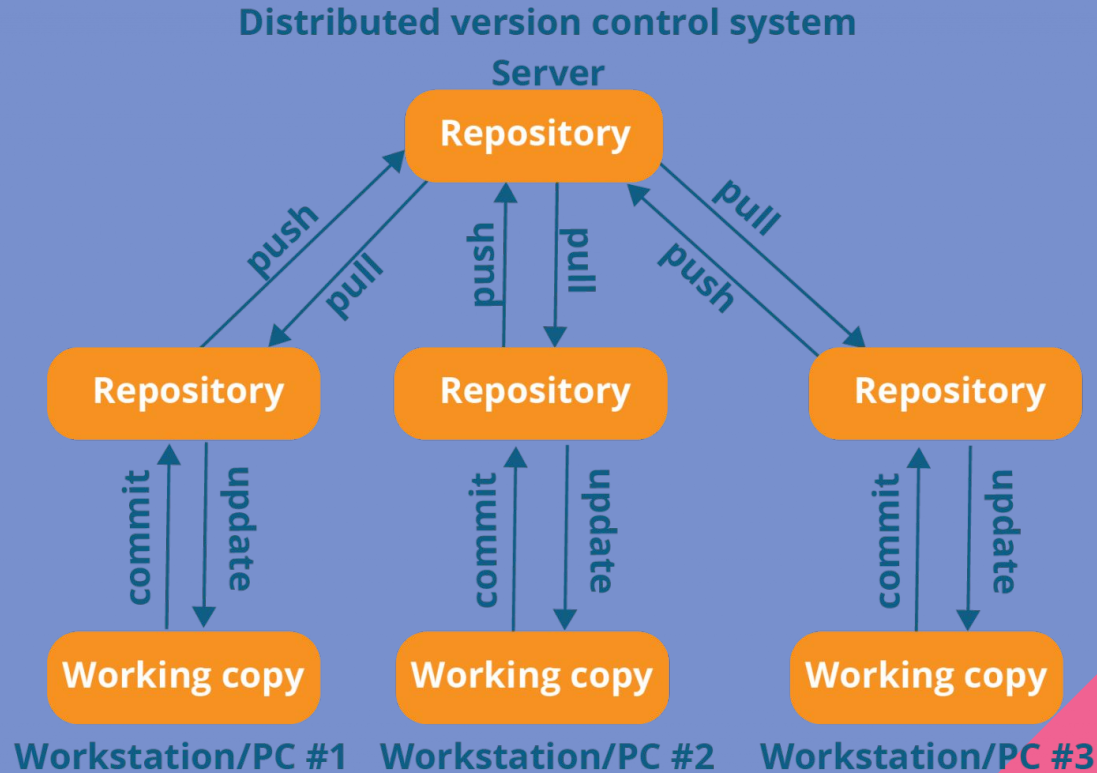 Distributed version control system
Server
Repository
push
pull
push
pull
push
pull
Repository
Repository
Repository
commit
update
commit
update
commit
update
Working copy
Working copy
Working copy
Workstation/PC #1
Workstation/PC #2
Workstation/PC #3